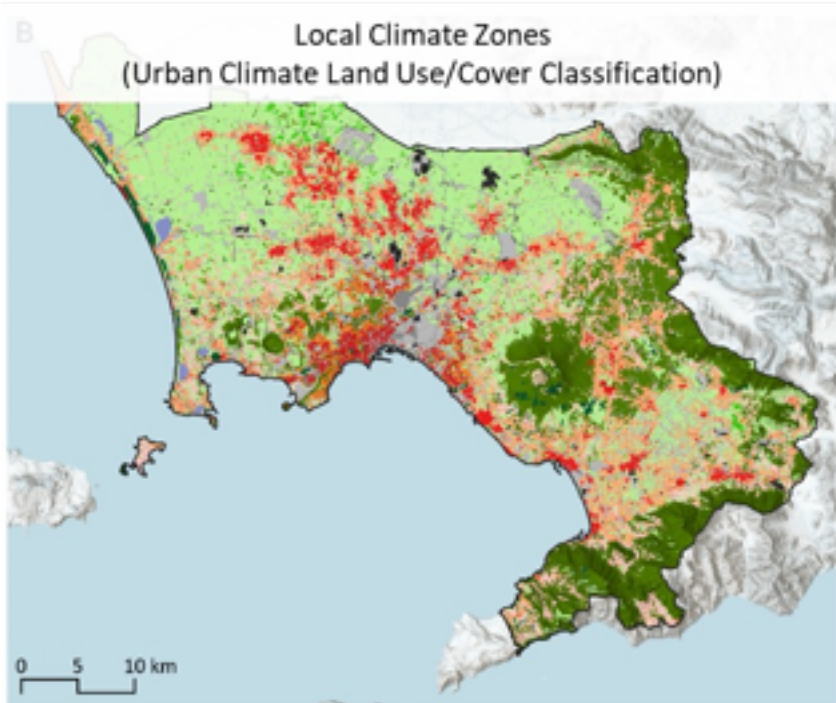 B
Local Climate Zones
(Urban Climate Land Use/Cover Classification)
0 5 10 km